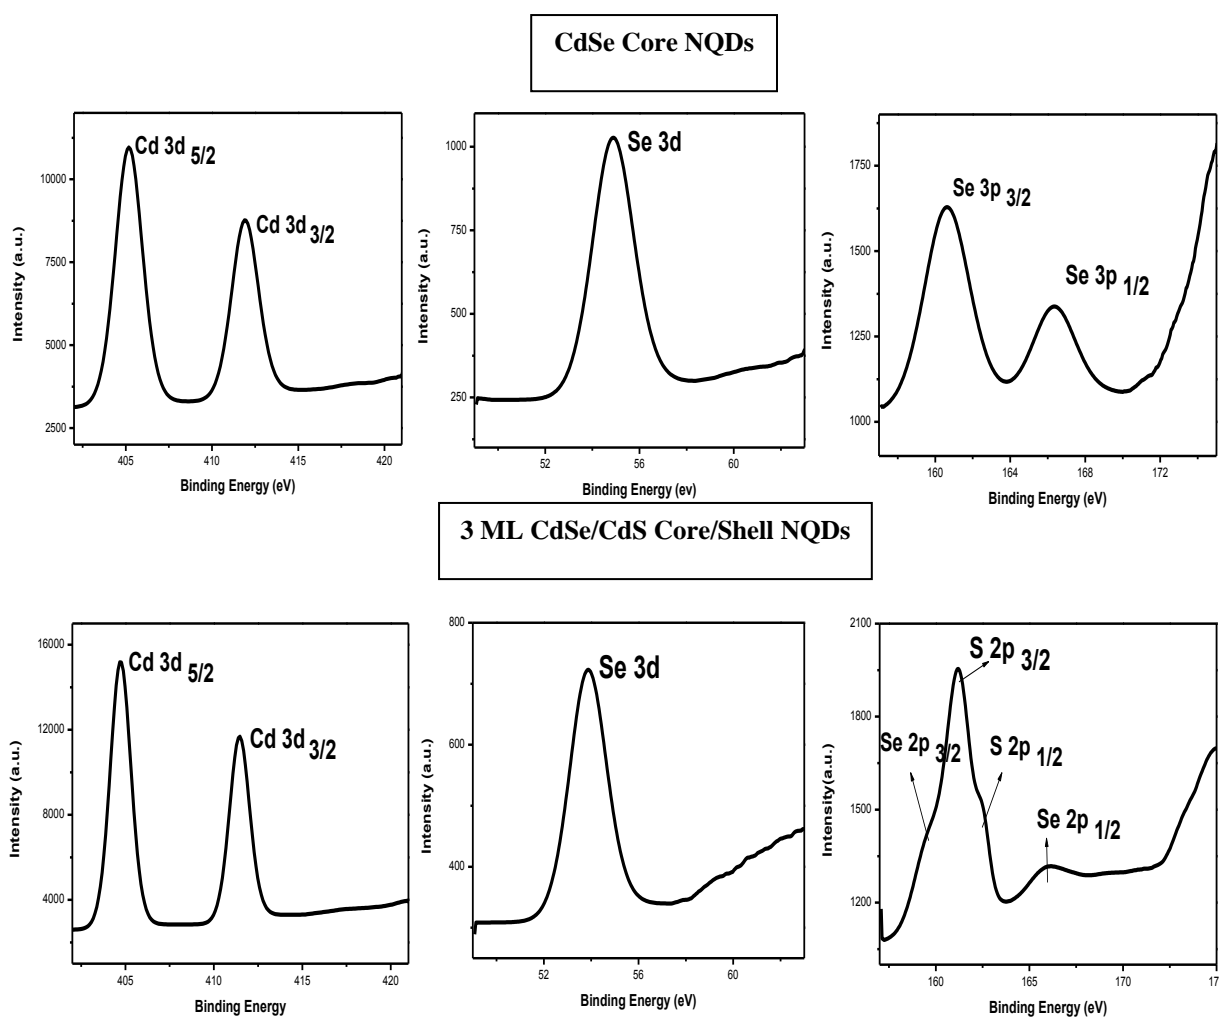 CdSe Core NQDs
Cd 3d 5/2
Cd 3d 3/2
10000
7500
5000
2500
405
410
415
420
Intensity (a.u.)
Binding Energy (eV)
Se 3d
1000
750
500
250
52
56
60
Intensity (a.u.)
Binding Energy (ev)
Se 3p 3/2
Se 3p 1/2
1750
1500
1250
1000
160
164
168
172
Intensity (a.u.)
Binding Energy (eV)
3 ML CdSe/CdS Core/Shell NQDs
Cd 3d 5/2
Cd 3d 3/2
16000
12000
8000
4000
405
410
415
420
Intensity (a.u.)
Binding Energy
Se 3d
800
600
400
52
56
60
Intensity (a.u.)
Binding Energy (eV)
S 2p 3/2
Se 2p 3/2
S 2p 1/2
Se 2p 1/2
2100
1800
1500
1200
160
165
170
17
Intensity(a.u.)
Binding Energy (eV)